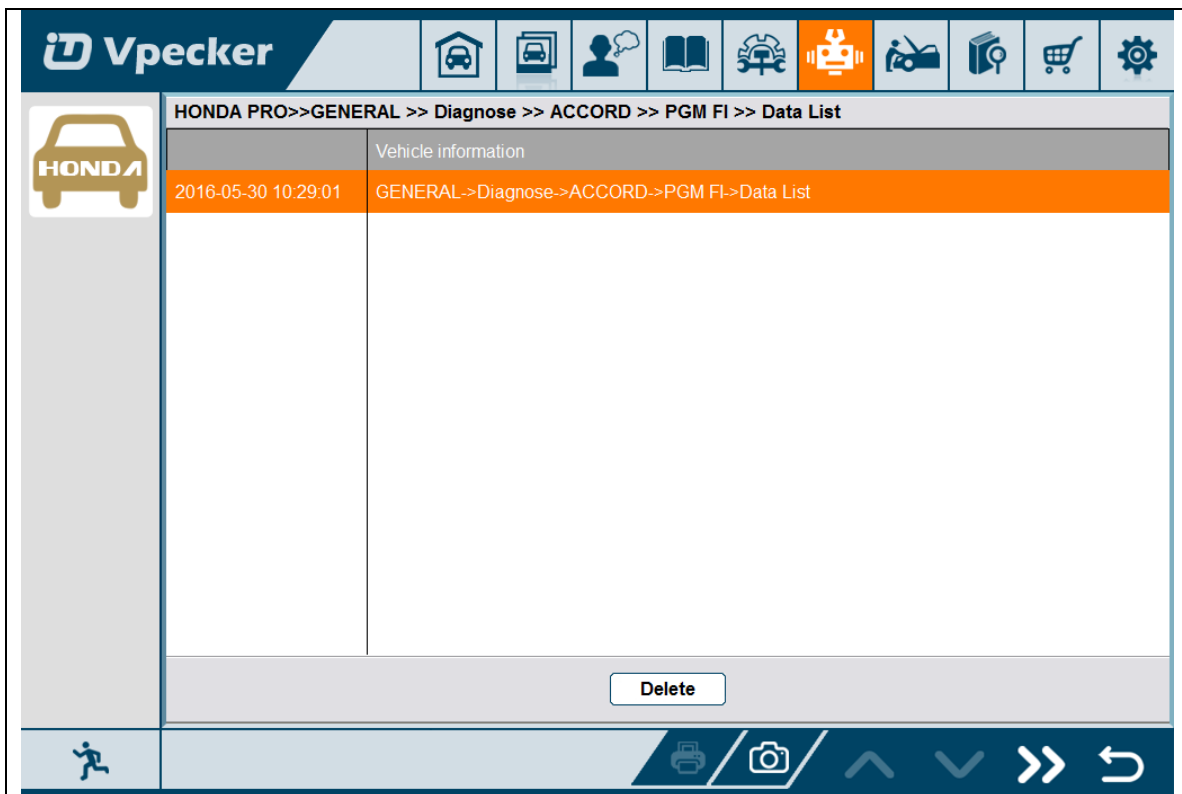 Vpecker
HONDA PRO>>GENERAL >> Diagnose >> ACCORD >> PGM FI >> Data List
HONDA
Vehicle information
2016-05-30 10:29:01 GENERAL->Diagnose->ACCORD->PGM FI->Data List
Delete